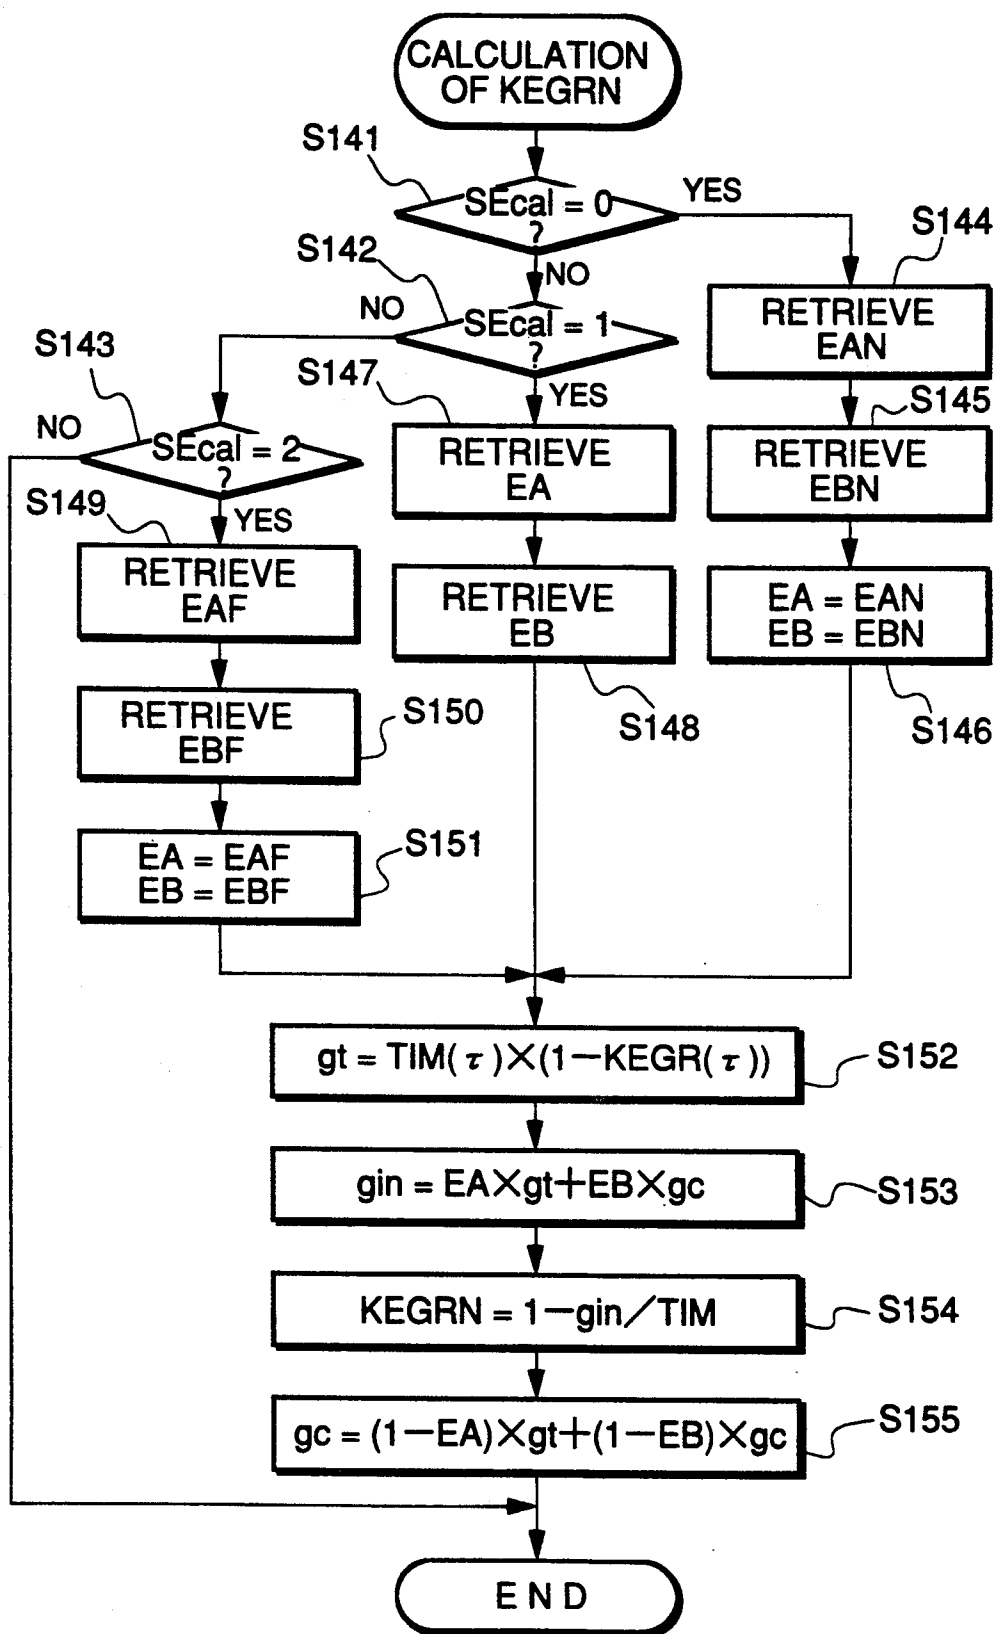 CALCULATION
OF KEGRN
S141
SEcal = 0
?
YES
S144
RETRIEVE
EAN
S142
NO
NO
SEcal = 1
?
S143
S147
YES
S145
NO
SEcal = 2
?
RETRIEVE
EA
RETRIEVE
EBN
S149
YES
RETRIEVE
EAF
RETRIEVE
EB
EA = EAN
EB = EBN
RETRIEVE
EBF
S150
S148
S146
EA = EAF
EB = EBF
S151
gt = TIM(τ)×(1−KEGR(τ))
S152
gin = EA×gt+EB×gc
S153
KEGRN = 1−gin/TIM
S154
gc = (1−EA)×gt+(1−EB)×gc
S155
END